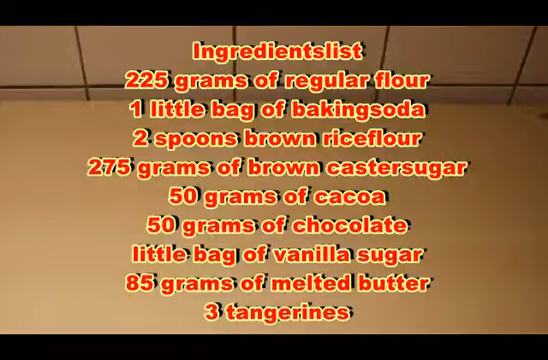 Ingredientslist
225 grams of regular flour
1 little bag of bakingsoda
2 spoons brown riceflour
275 grams of brown castersugar
50 grams of cacoa
50 grams of chocolate
little bag of vanilla sugar
85 grams of melted butter
3 tangerines